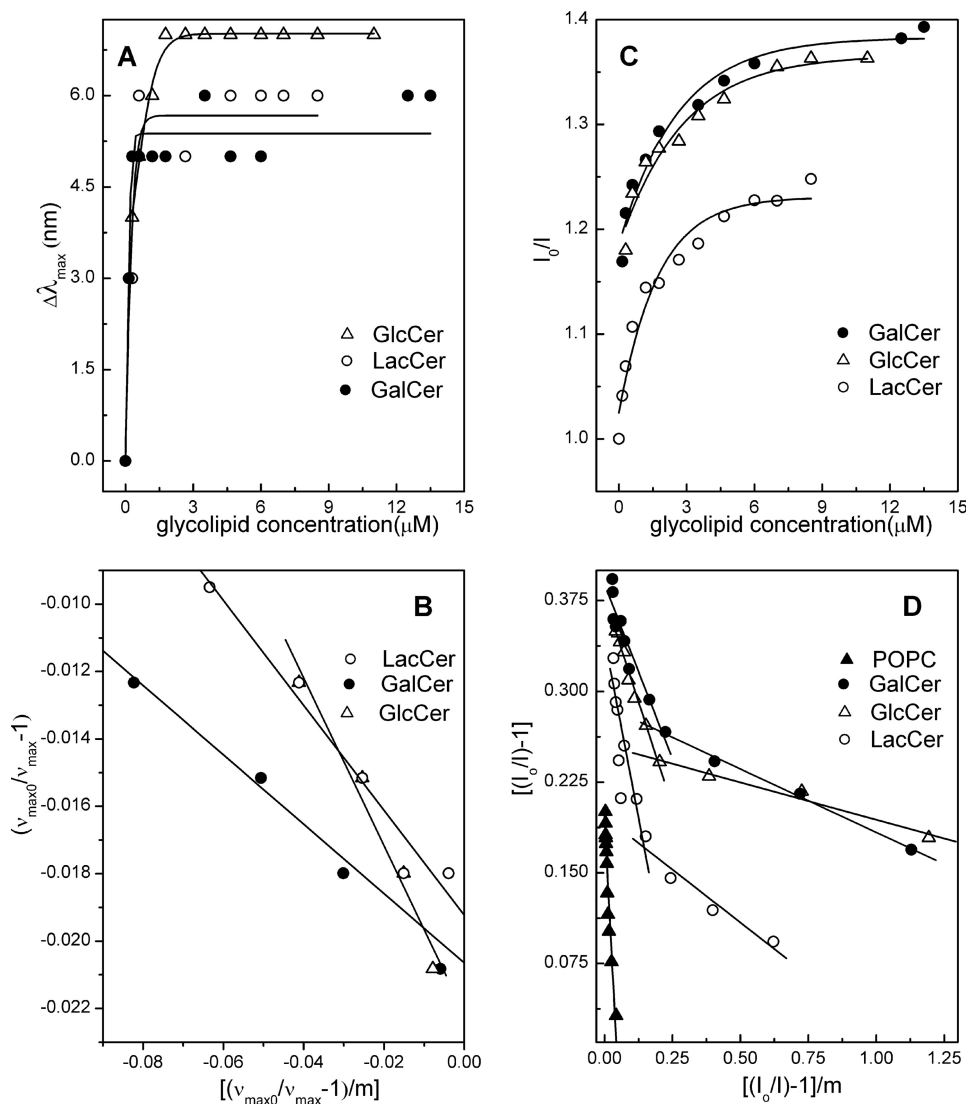 A
6.0
4.5
3.0
1.5
0.0
Δλmax (nm)
GlcCer
LacCer
GalCer
0 3 6 9 12 15
glycolipid concentration(μM)
C
1.4
1.3
1.2
1.1
1.0
I0/I
GalCer
GlcCer
LacCer
0 3 6 9 12 15
glycolipid concentration(μM)
B
-0.010
-0.012
-0.014
-0.016
-0.018
-0.020
-0.022
(νmax0/νmax-1)
LacCer
GalCer
GlcCer
-0.08 -0.06 -0.04 -0.02 0.00
[(νmax0/νmax-1)/m]
D
0.375
0.300
0.225
0.150
0.075
[(Io/I)-1]
POPC
GalCer
GlcCer
LacCer
0.00 0.25 0.50 0.75 1.00 1.25
[(Io/I)-1]/m